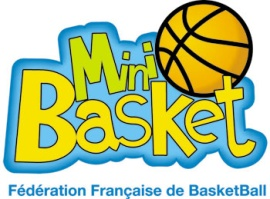 Mini
Basket
Fédération Française de BasketBall